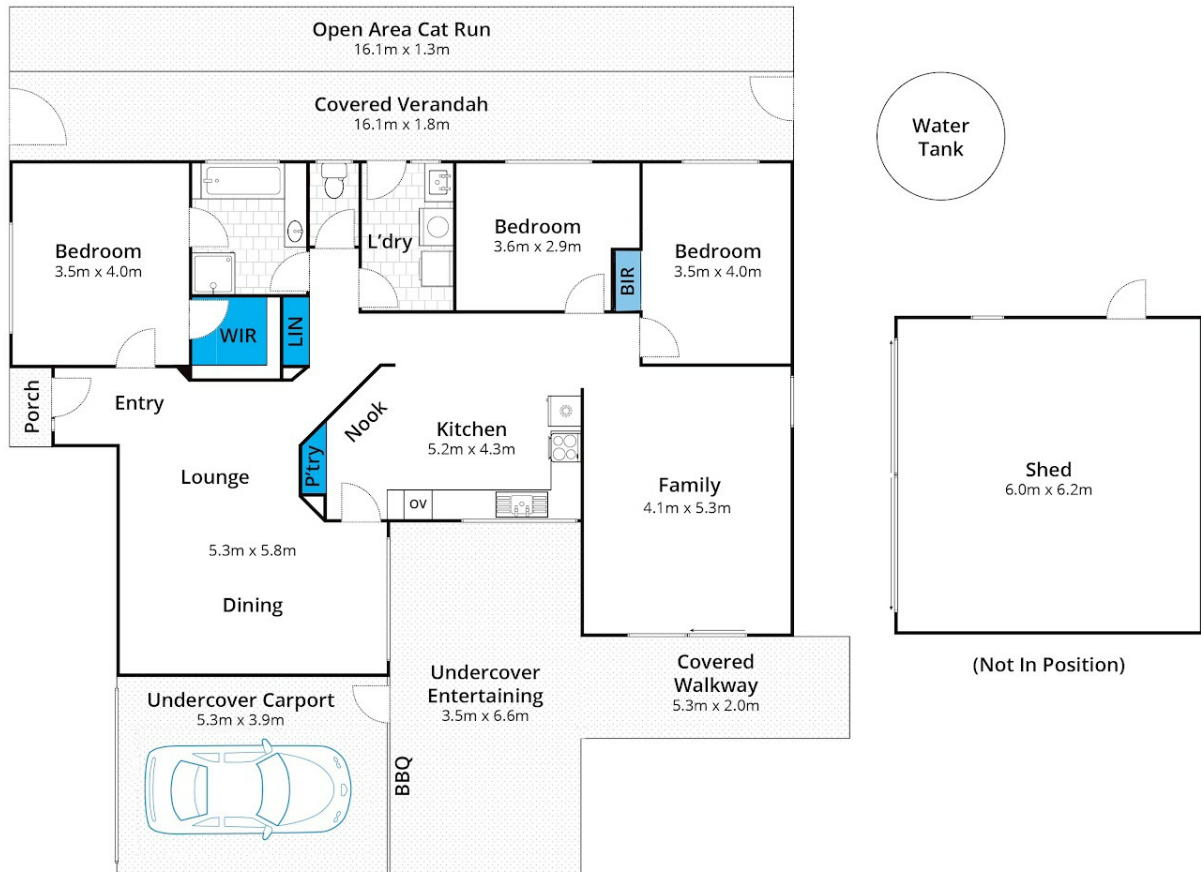 Open Area Cat Run
16.1m x 1.3m
Covered Verandah
16.1m x 1.8m
Water
Tank
Bedroom
3.5m x 4.0m
L'dry
Bedroom
3.6m x 2.9m
Bedroom
3.5m x 4.0m
BIR
WIR
LIN
Porch
Entry
Nook
P'try
Kitchen
5.2m x 4.3m
OV
Lounge
5.3m x 5.8m
Dining
Family
4.1m x 5.3m
Shed
6.0m x 6.2m
(Not In Position)
Undercover Carport
5.3m x 3.9m
BBQ
Undercover
Entertaining
3.5m x 6.6m
Covered
Walkway
5.3m x 2.0m